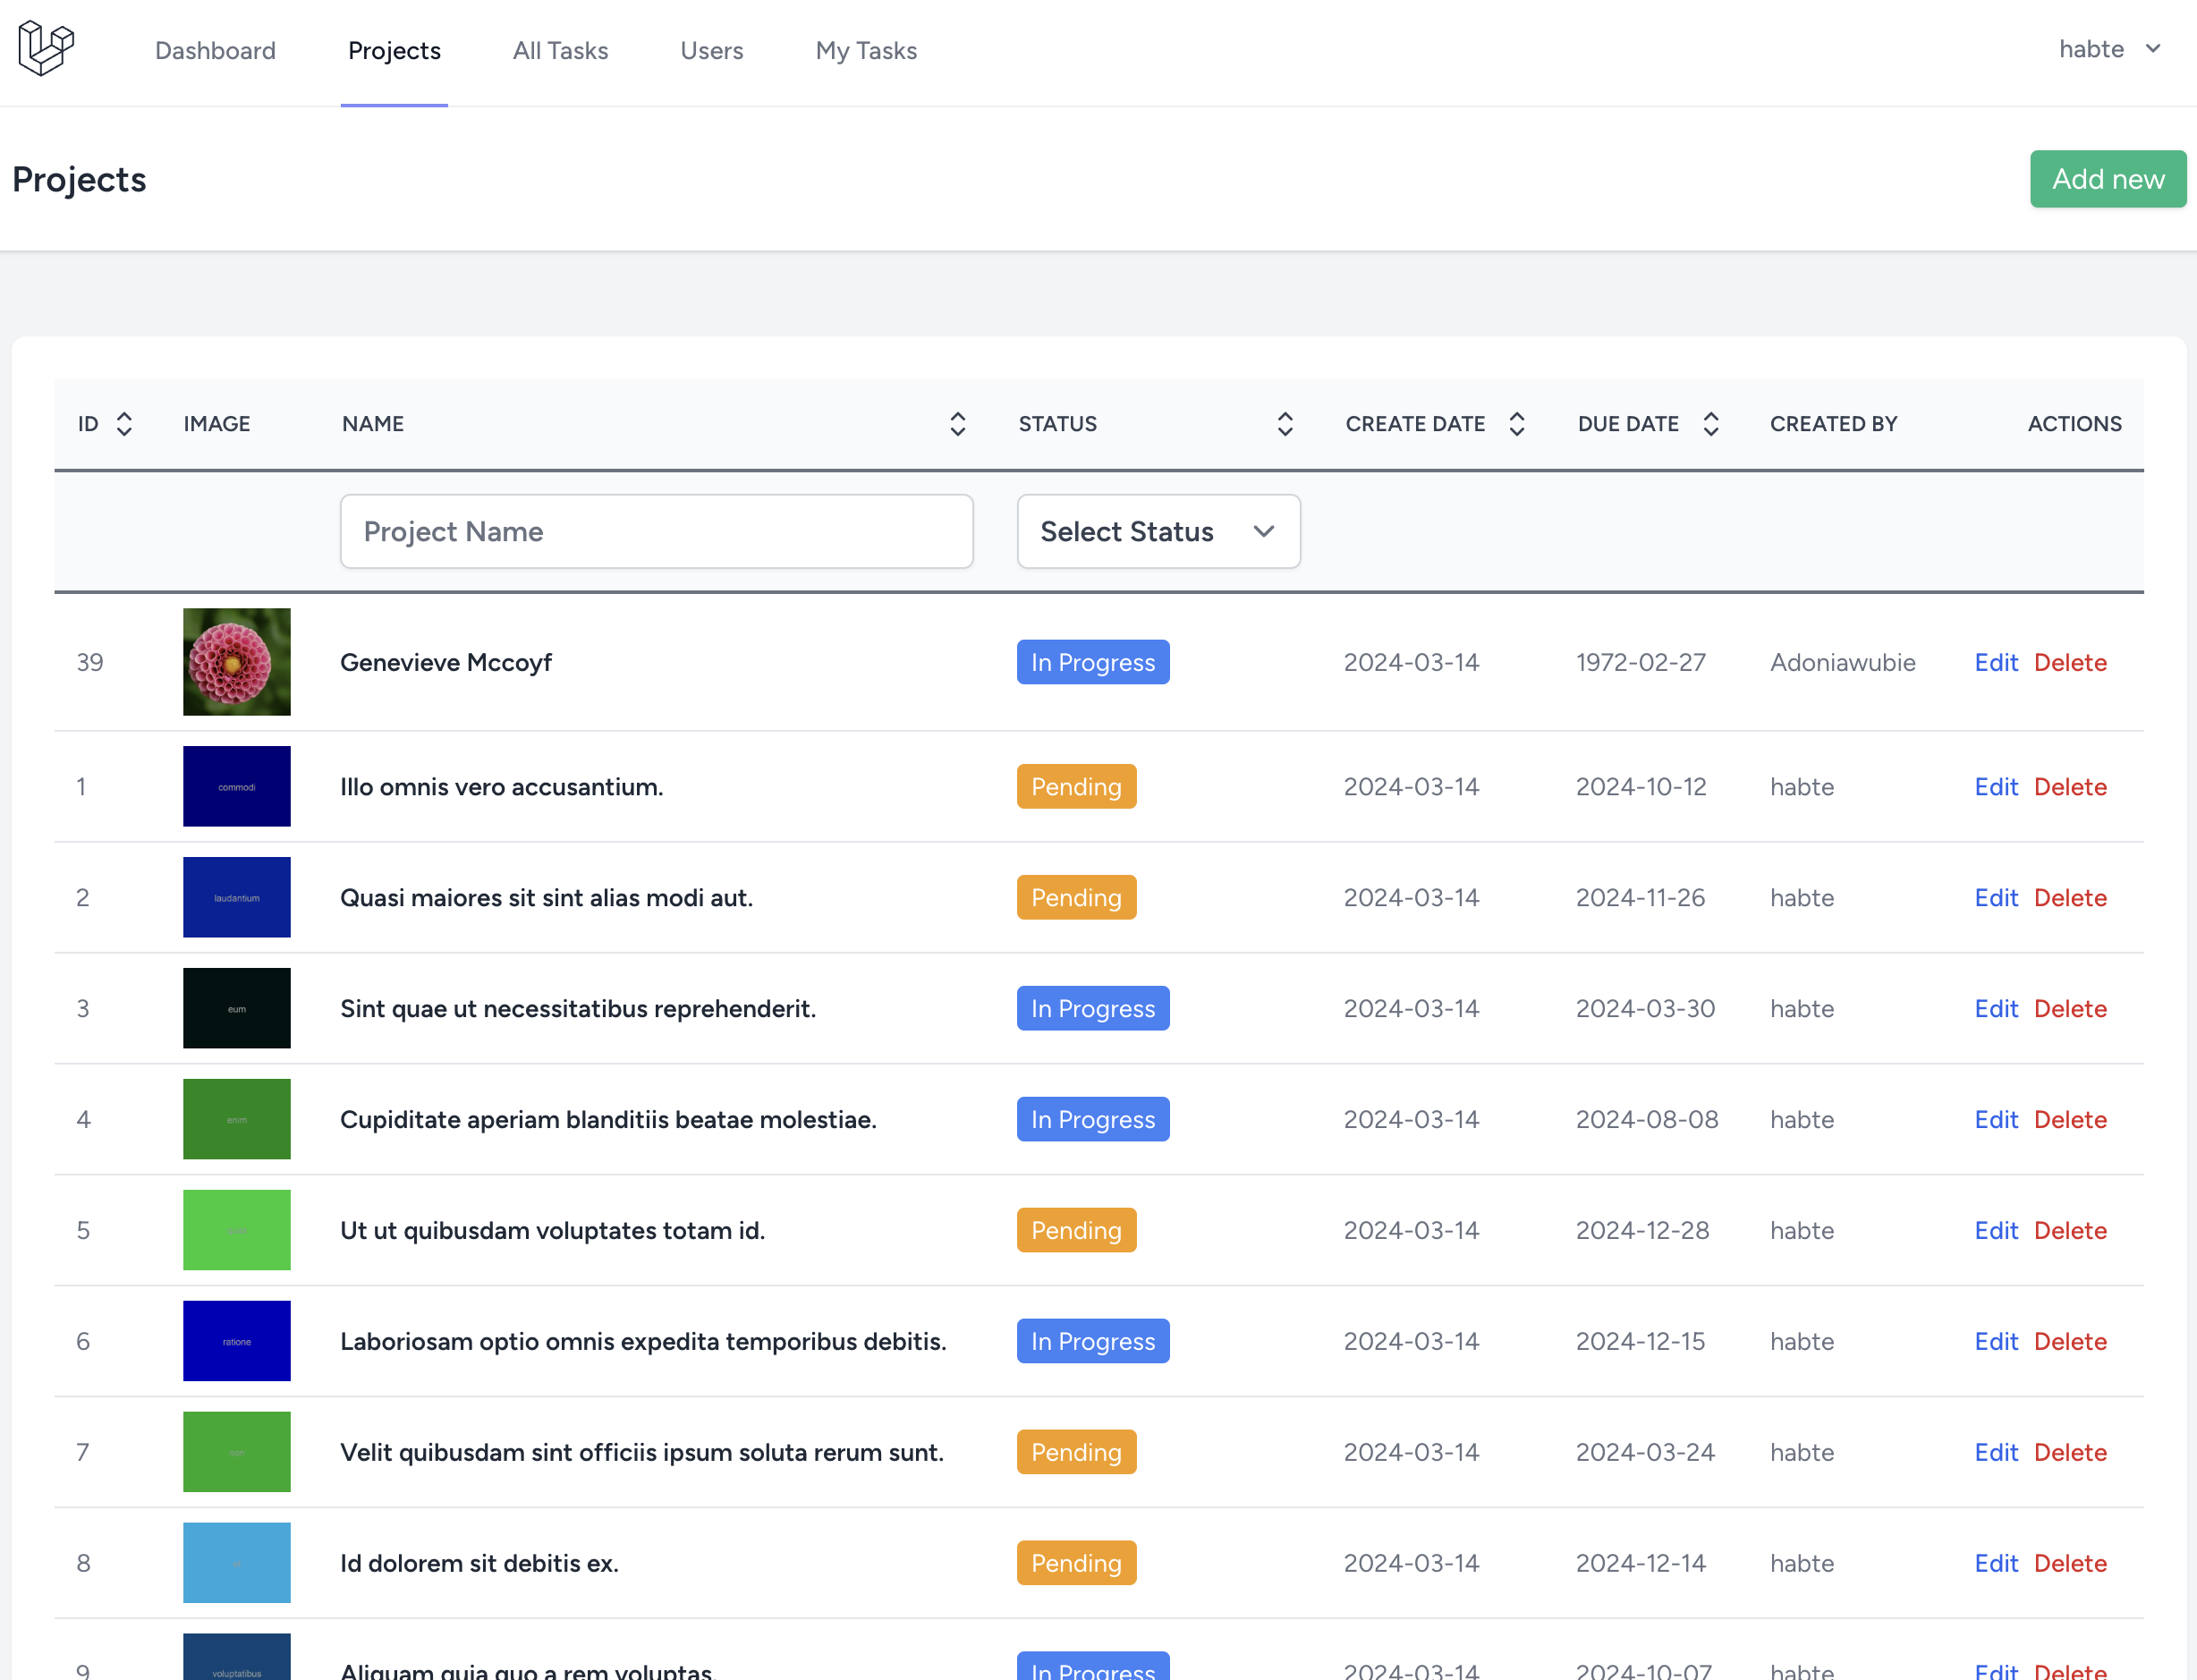 Dashboard Projects All Tasks Users My Tasks habte
Projects Add new
ID IMAGE NAME STATUS CREATE DATE DUE DATE CREATED BY ACTIONS
Project Name Select Status
39 Genevieve Mccoyf In Progress 2024-03-14 1972-02-27 Adoniawubie Edit Delete
1 commodi Illo omnis vero accusantium. Pending 2024-03-14 2024-10-12 habte Edit Delete
2 laudantium Quasi maiores sit sint alias modi aut. Pending 2024-03-14 2024-11-26 habte Edit Delete
3 eum Sint quae ut necessitatibus reprehenderit. In Progress 2024-03-14 2024-03-30 habte Edit Delete
4 enim Cupiditate aperiam blanditiis beatae molestiae. In Progress 2024-03-14 2024-08-08 habte Edit Delete
5 Ut ut quibusdam voluptates totam id. Pending 2024-03-14 2024-12-28 habte Edit Delete
6 ratione Laboriosam optio omnis expedita temporibus debitis. In Progress 2024-03-14 2024-12-15 habte Edit Delete
7 non Velit quibusdam sint officiis ipsum soluta rerum sunt. Pending 2024-03-14 2024-03-24 habte Edit Delete
8 Id dolorem sit debitis ex. Pending 2024-03-14 2024-12-14 habte Edit Delete
9 voluptatibus Aliquam quia quo a rem voluptas. In Progress 2024-03-14 2024-10-07 habte Edit Delete